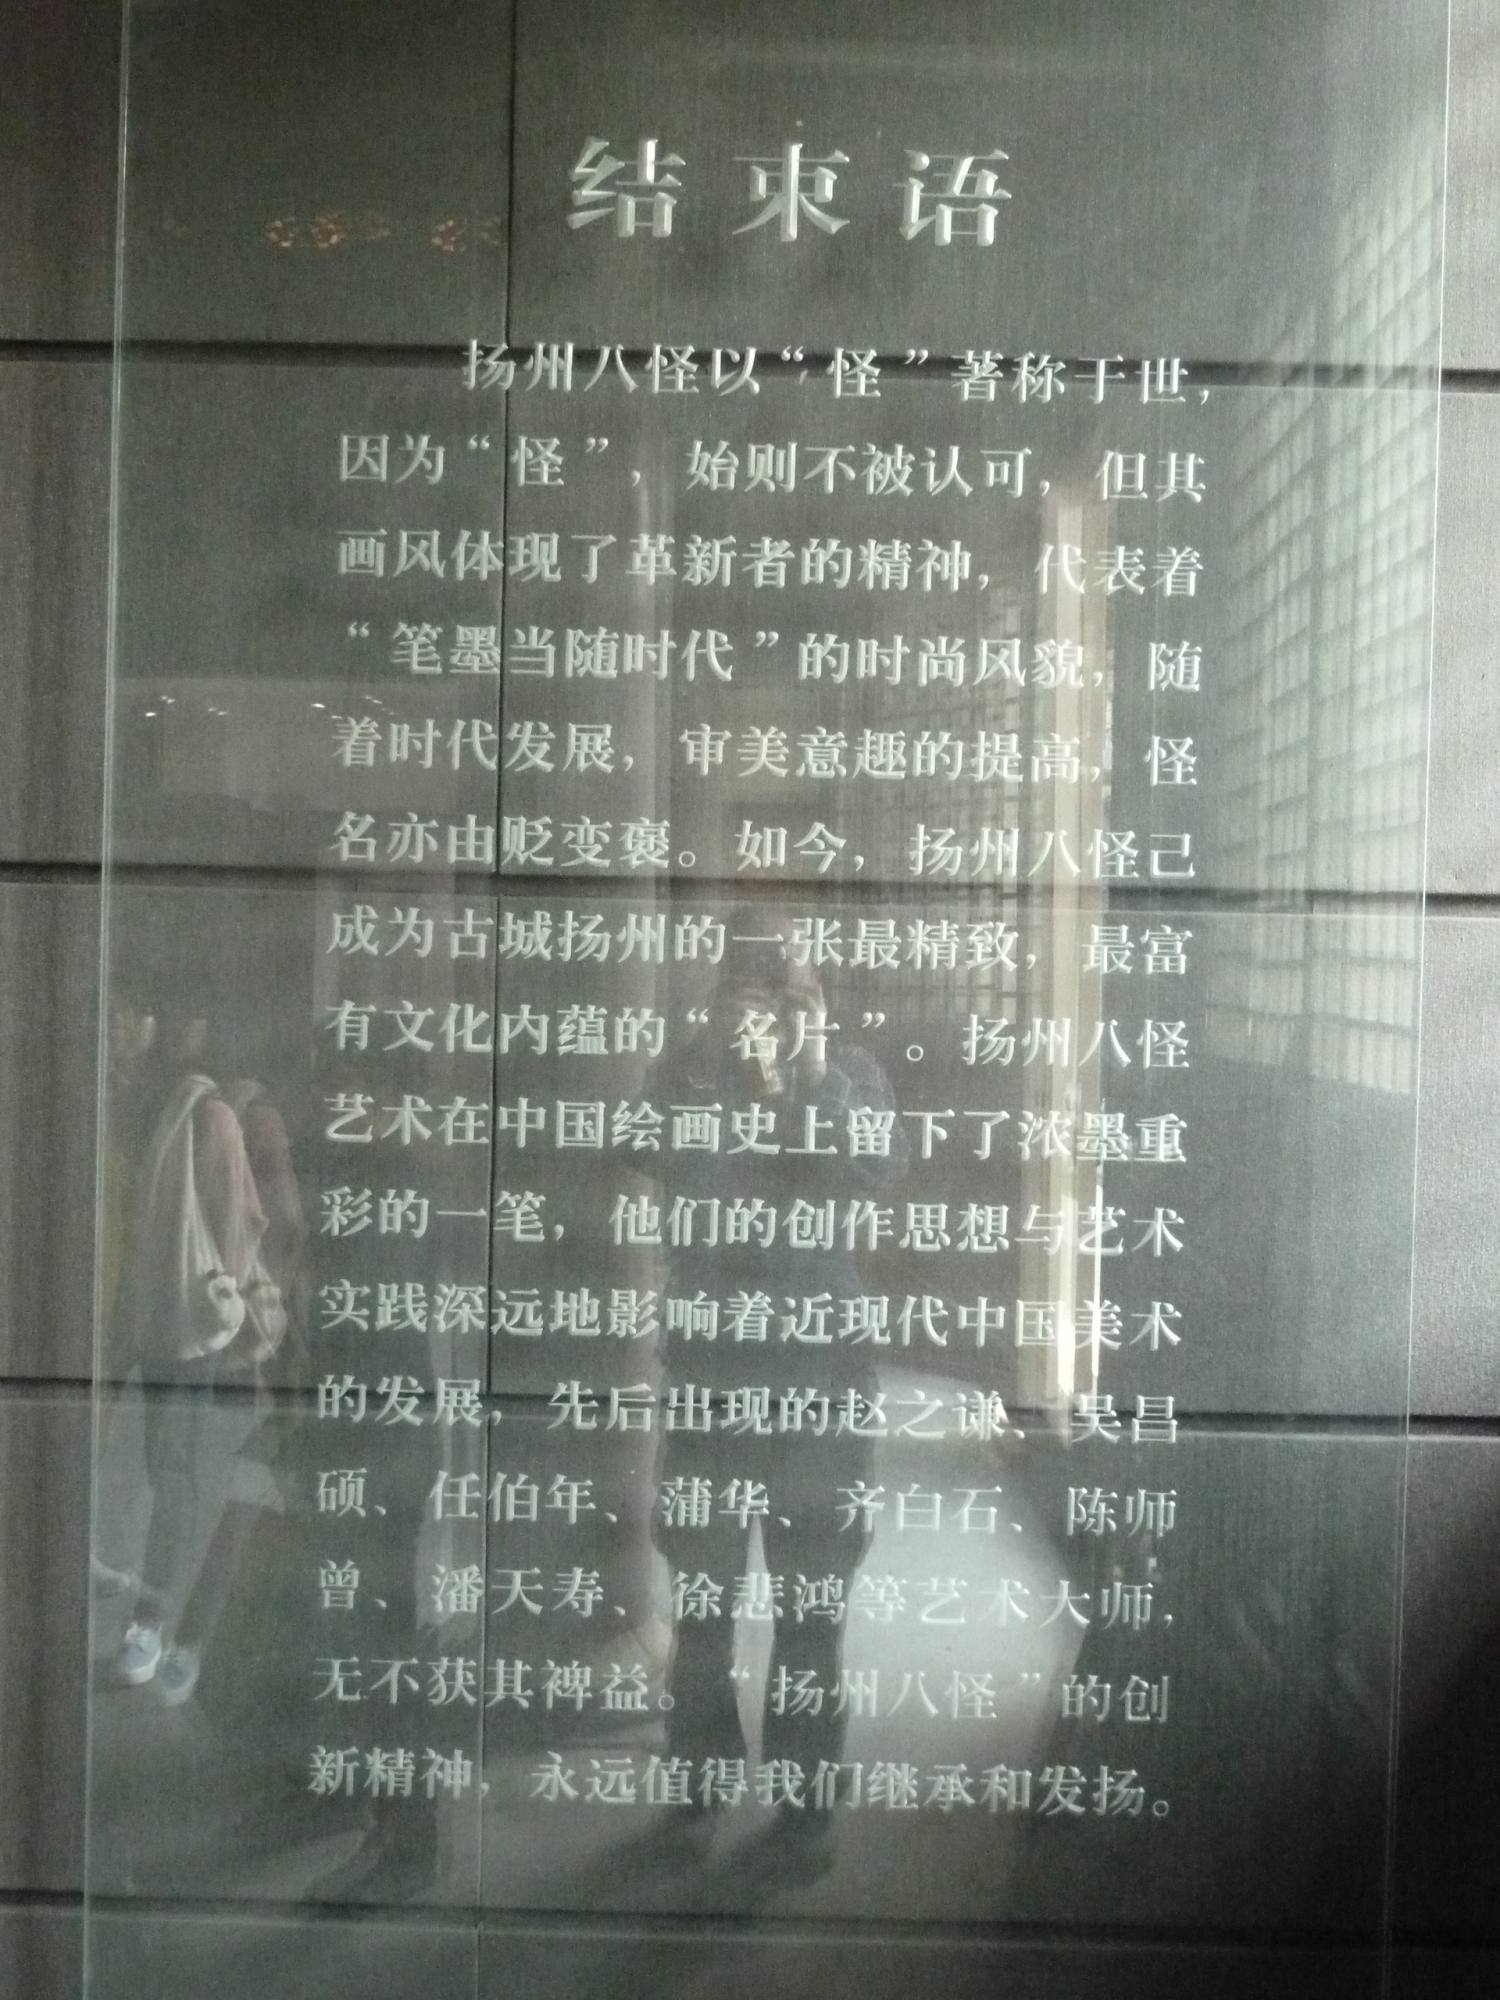 结束语
扬州八怪以“怪”著称于世，
因为“怪”，始则不被认可，但其
画风体现了革新者的精神，代表着
“笔墨当随时代”的时尚风貌，随
着时代发展，审美意趣的提高，怪
名亦由贬变褒。如今，扬州八怪己
成为古城扬州的一张最精致，最富
有文化内蕴的“名片”。扬州八怪
艺术在中国绘画史上留下了浓墨重
彩的一笔，他们的创作思想与艺术
实践深远地影响着近现代中国美术
的发展，先后出现的赵之谦、吴昌
硕、任伯年、蒲华、齐白石、陈师
曾、潘天寿、徐悲鸿等艺术大师，
无不获其裨益。“扬州八怪”的创
新精神，永远值得我们继承和发扬。